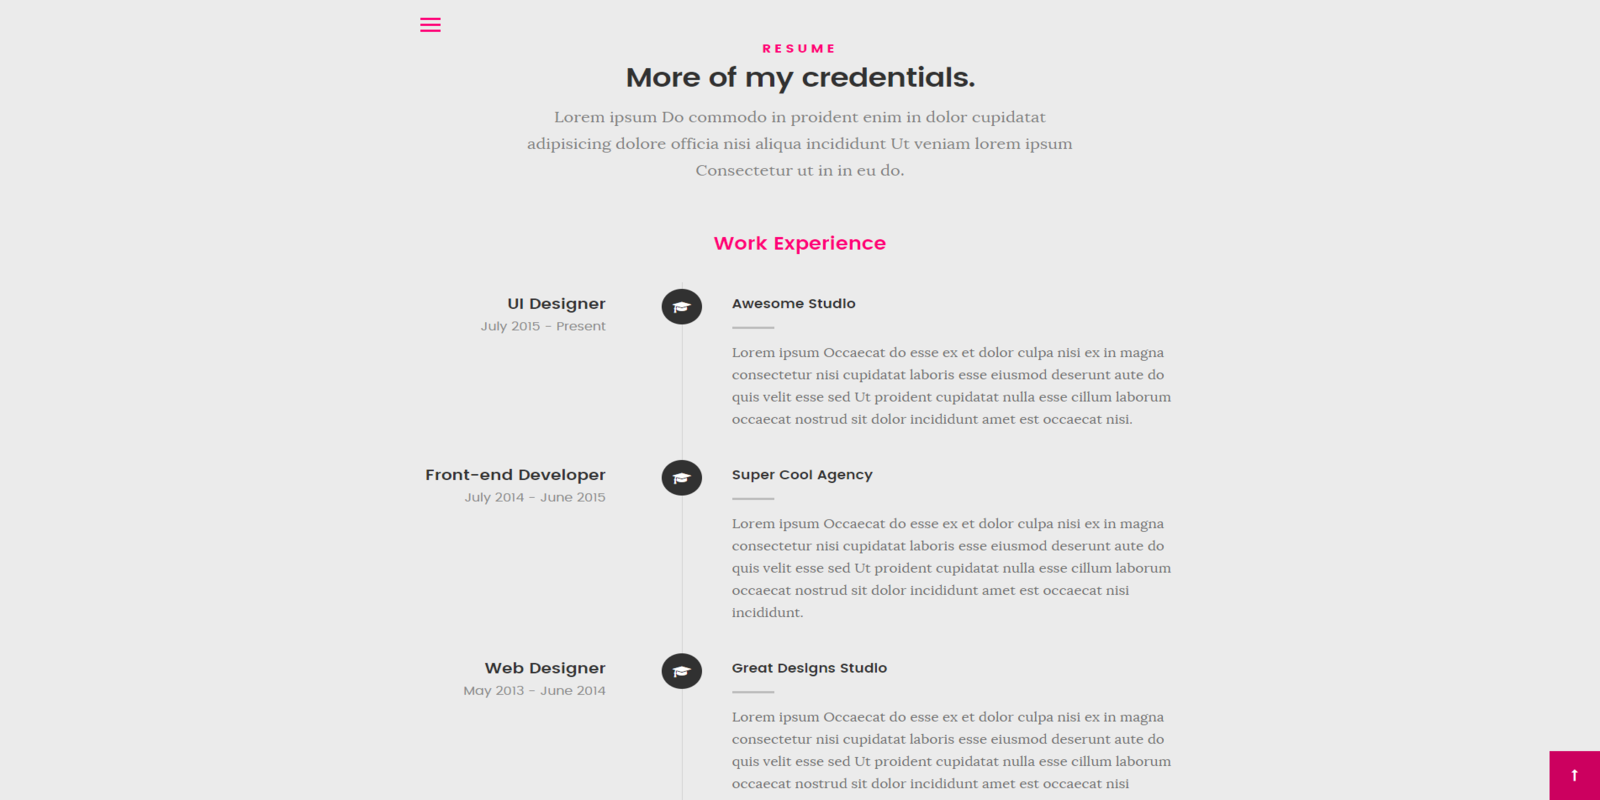 RESUME
More of my credentials.
Lorem ipsum Do commodo in proident enim in dolor cupidatat
adipisicing dolore officia nisi aliqua incididunt Ut veniam lorem ipsum
Consectetur ut in in eu do.
Work Experience
UI Designer
July 2015 - Present
Awesome Studio
Lorem ipsum Occaecat do esse ex et dolor culpa nisi ex in magna
consectetur nisi cupidatat laboris esse eiusmod deserunt aute do
quis velit esse sed Ut proident cupidatat nulla esse cillum laborum
occaecat nostrud sit dolor incididunt amet est occaecat nisi.
Front-end Developer
July 2014 - June 2015
Super Cool Agency
Lorem ipsum Occaecat do esse ex et dolor culpa nisi ex in magna
consectetur nisi cupidatat laboris esse eiusmod deserunt aute do
quis velit esse sed Ut proident cupidatat nulla esse cillum laborum
occaecat nostrud sit dolor incididunt amet est occaecat nisi
incididunt.
Web Designer
May 2013 - June 2014
Great Designs Studio
Lorem ipsum Occaecat do esse ex et dolor culpa nisi ex in magna
consectetur nisi cupidatat laboris esse eiusmod deserunt aute do
quis velit esse sed Ut proident cupidatat nulla esse cillum laborum
occaecat nostrud sit dolor incididunt amet est occaecat nisi